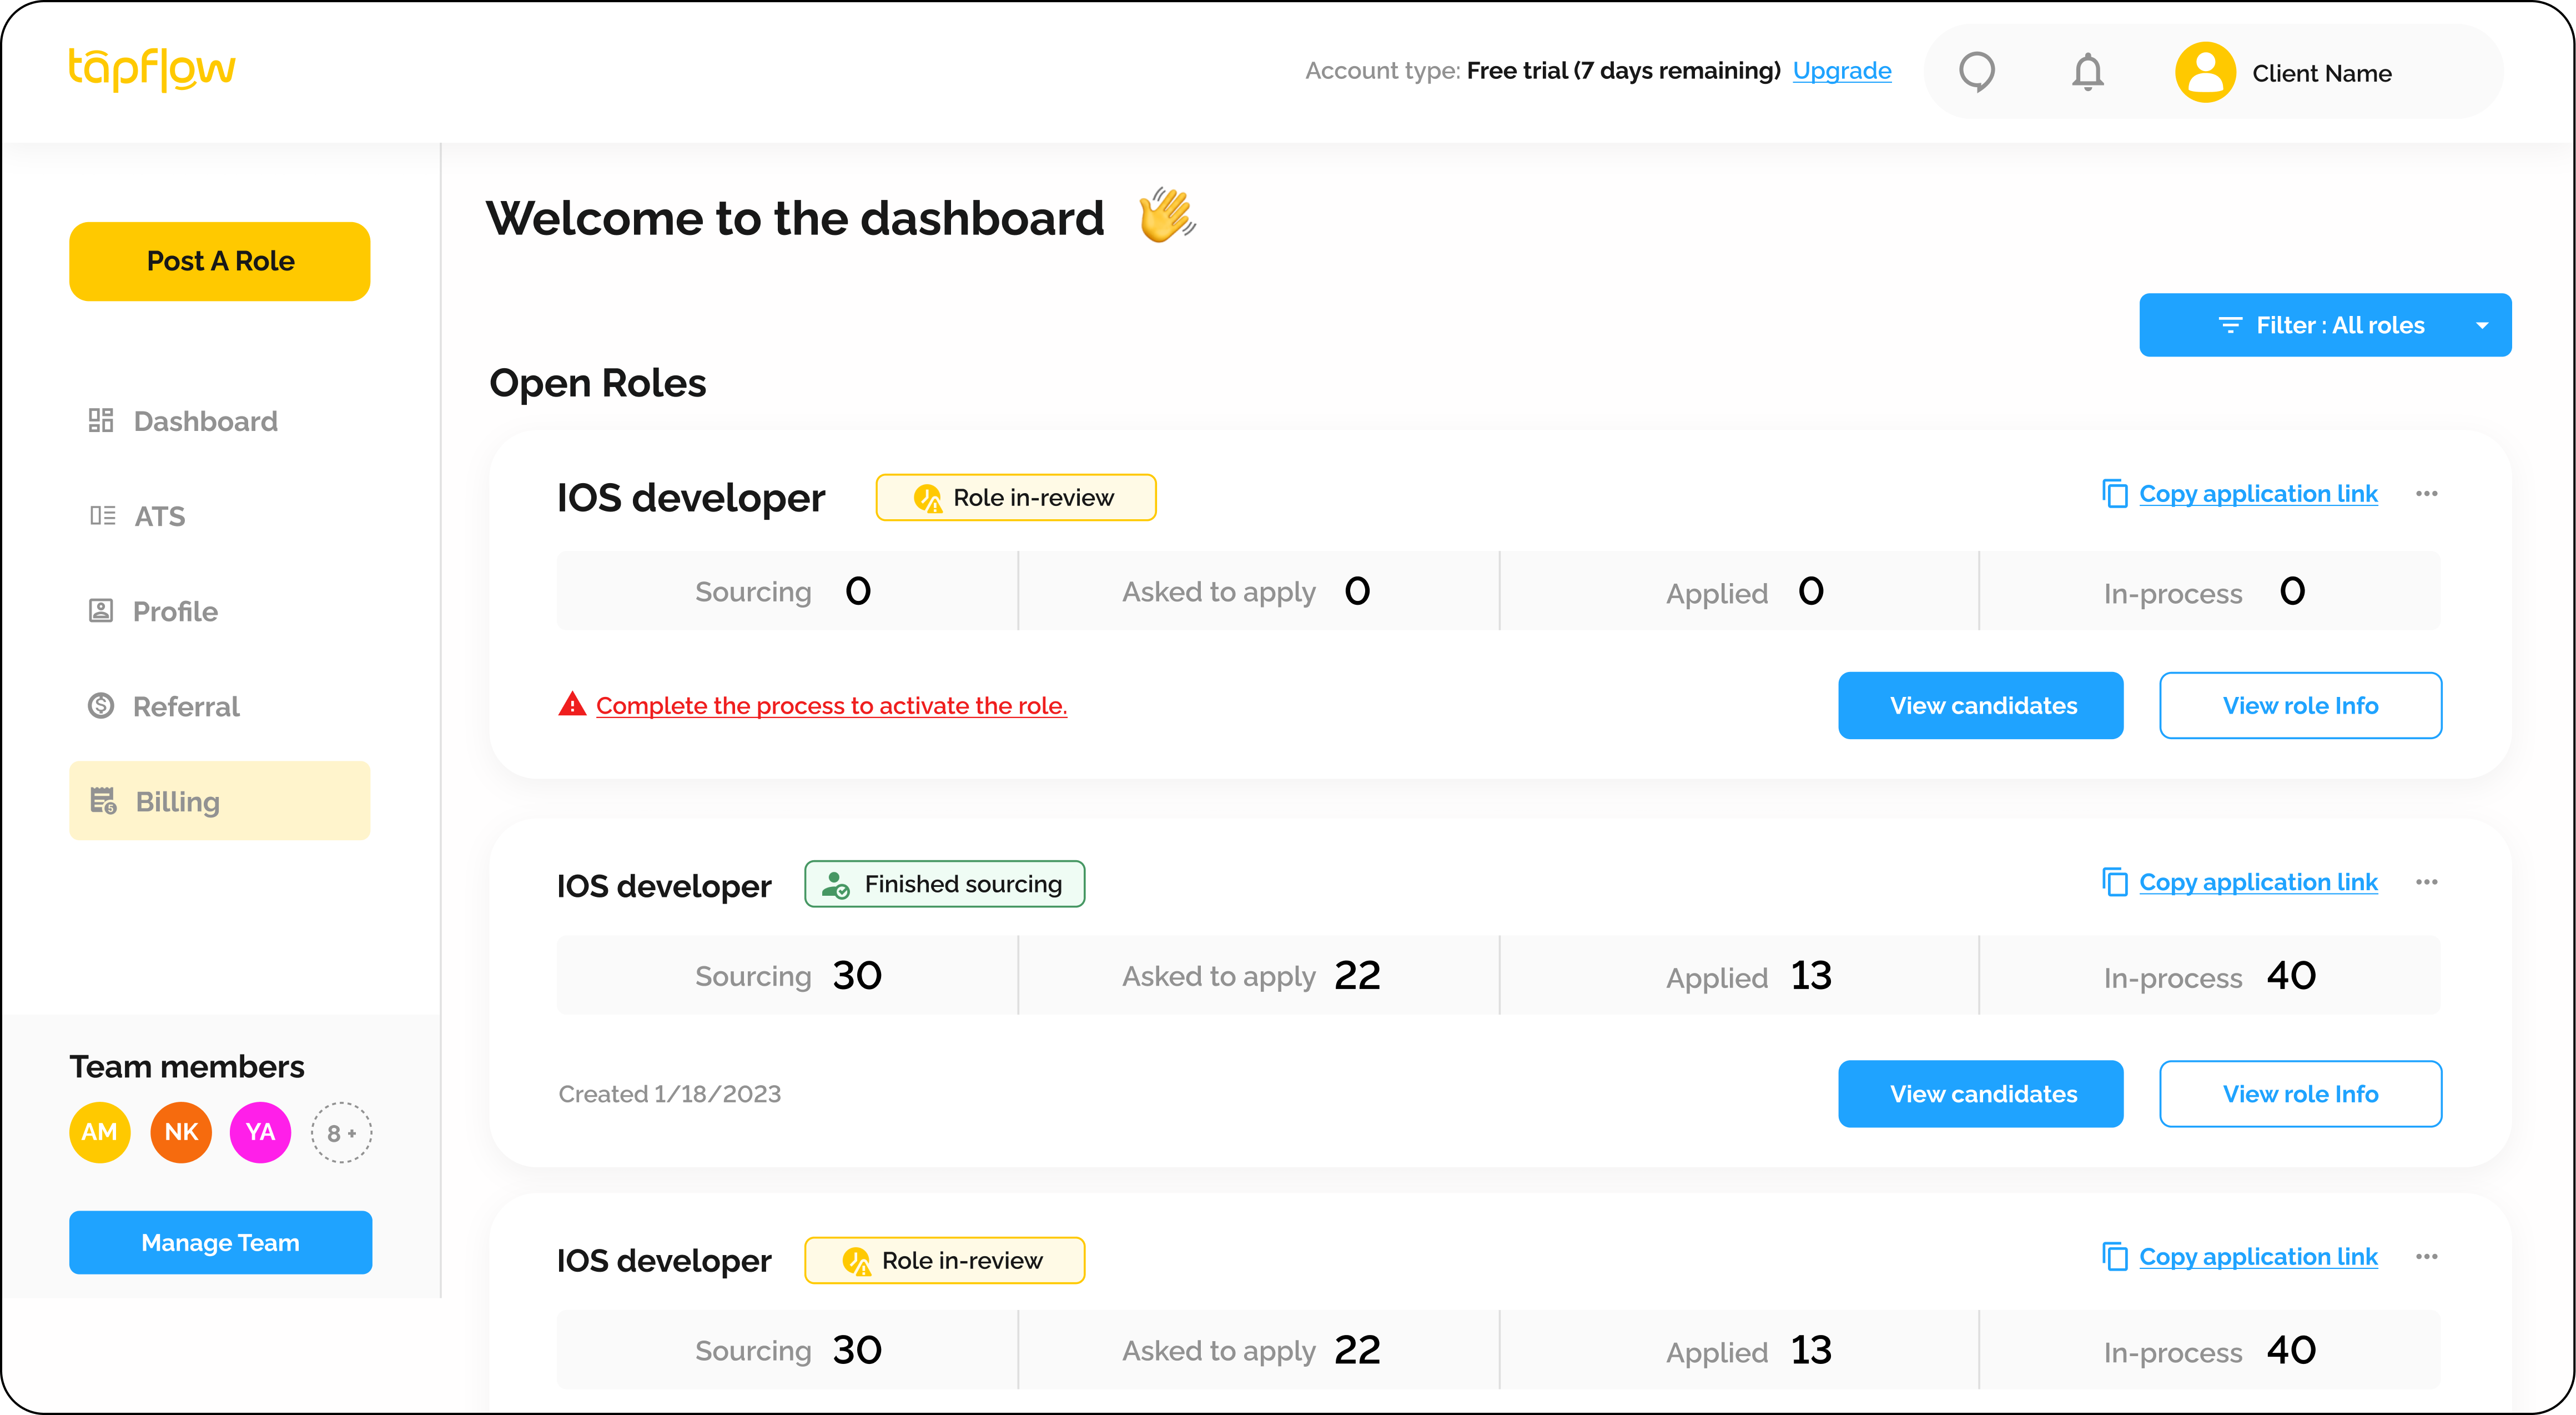 tapflow
Account type: Free trial (7 days remaining) Upgrade
Client Name
Post A Role
Dashboard
ATS
Profile
Referral
Billing
Team members
AM NK YA 8 +
Manage Team
Welcome to the dashboard
Filter : All roles
Open Roles
IOS developer Role in-review Copy application link
Sourcing 0 Asked to apply 0 Applied 0 In-process 0
Complete the process to activate the role. View candidates View role Info
IOS developer Finished sourcing Copy application link
Sourcing 30 Asked to apply 22 Applied 13 In-process 40
Created 1/18/2023 View candidates View role Info
IOS developer Role in-review Copy application link
Sourcing 30 Asked to apply 22 Applied 13 In-process 40